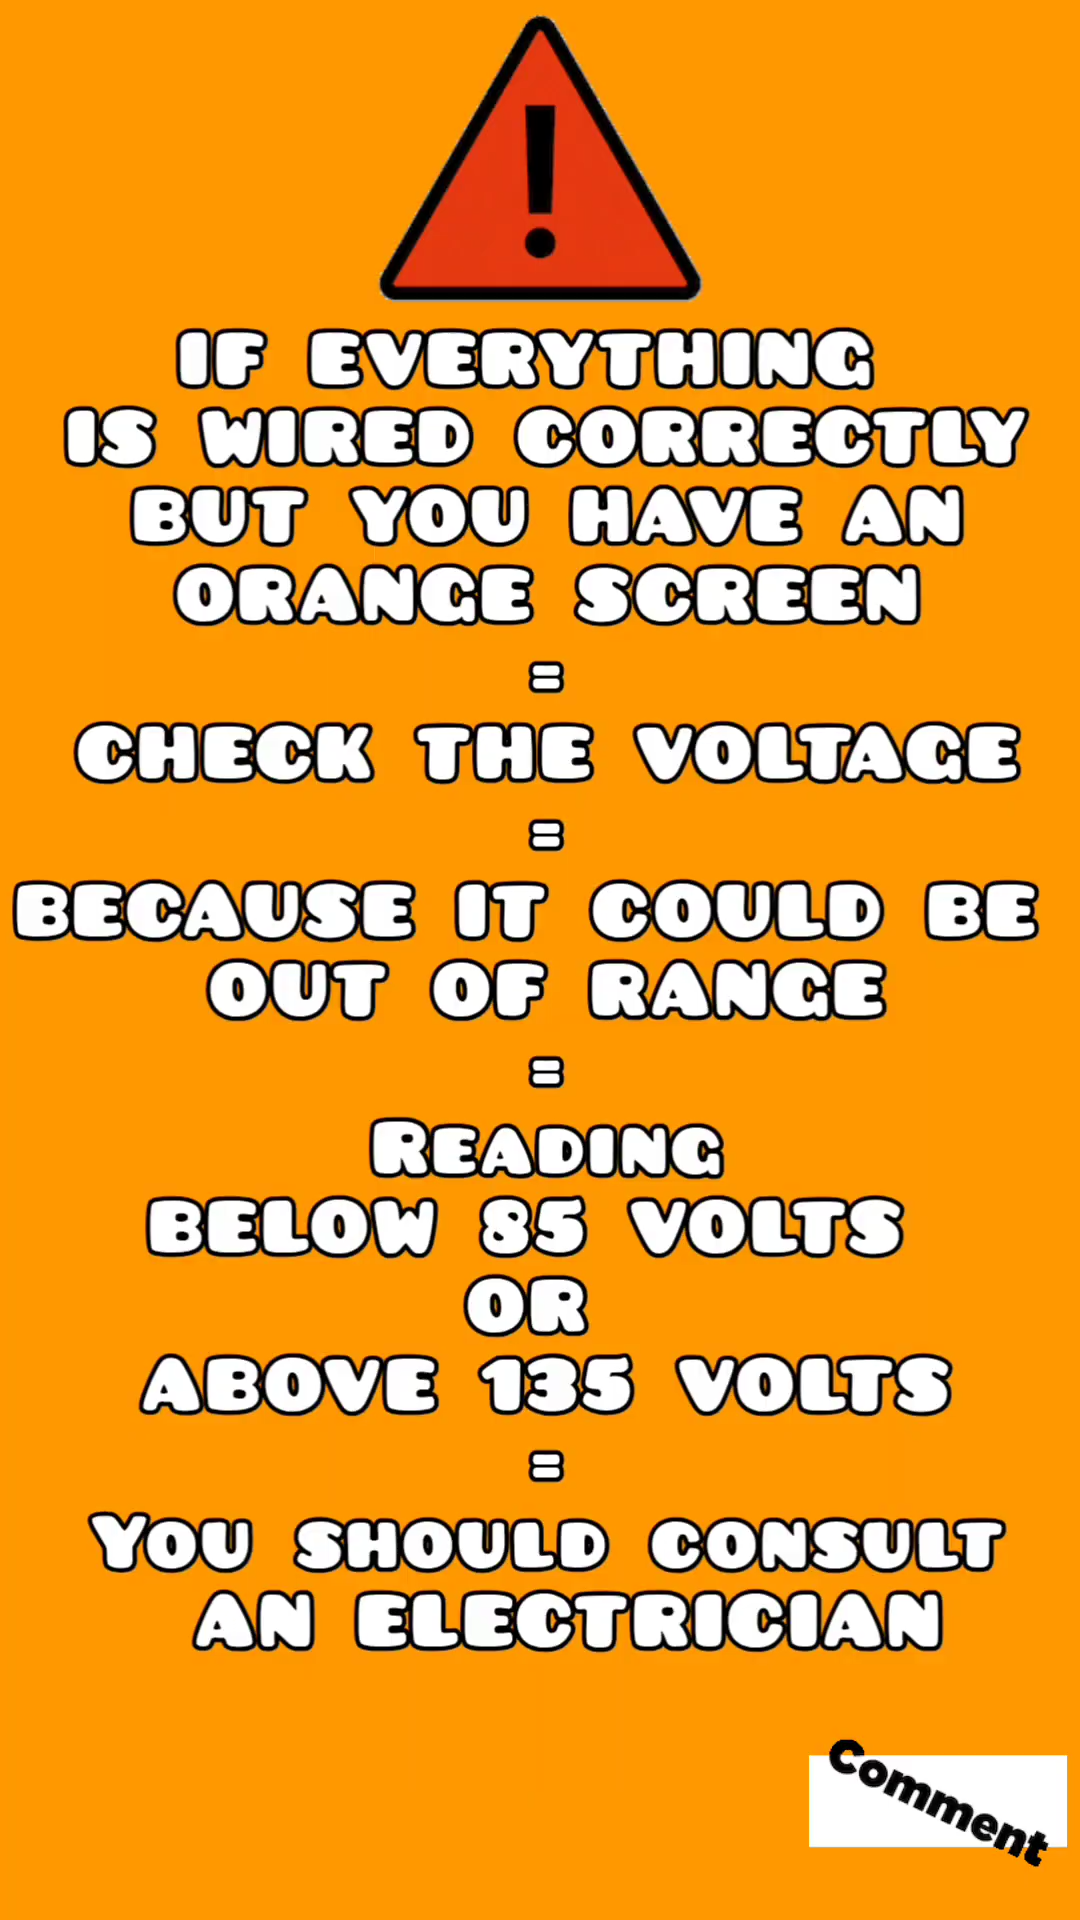 !
IF EVERYTHING
IS WIRED CORRECTLY
BUT YOU HAVE AN
ORANGE SCREEN
=
CHECK THE VOLTAGE
=
BECAUSE IT COULD BE
OUT OF RANGE
=
READING
BELOW 85 VOLTS
OR
ABOVE 135 VOLTS
=
YOU SHOULD CONSULT
AN ELECTRICIAN
Comment